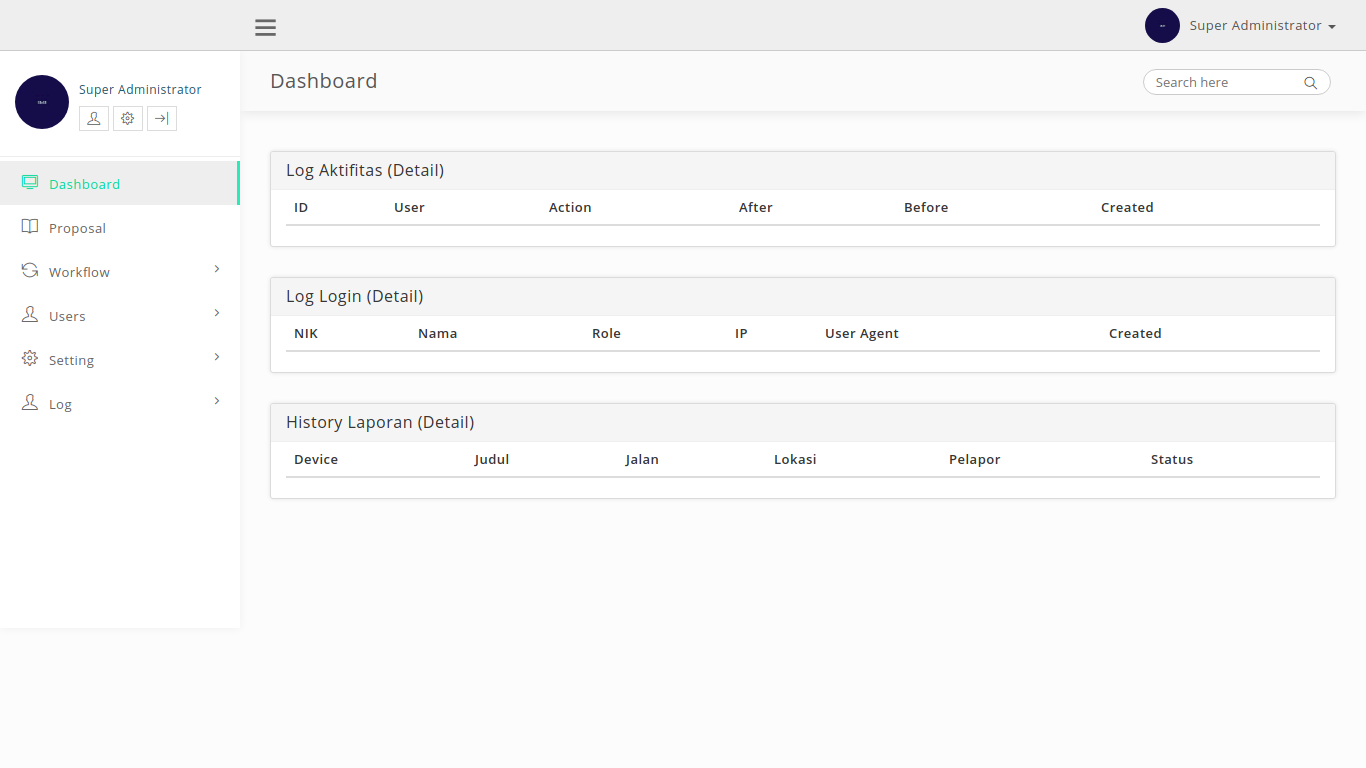 Super Administrator
Super Administrator
Dashboard
Search here
Dashboard
Proposal
Workflow
Users
Setting
Log
Log Aktifitas (Detail)
ID User Action After Before Created
Log Login (Detail)
NIK Nama Role IP User Agent Created
History Laporan (Detail)
Device Judul Jalan Lokasi Pelapor Status